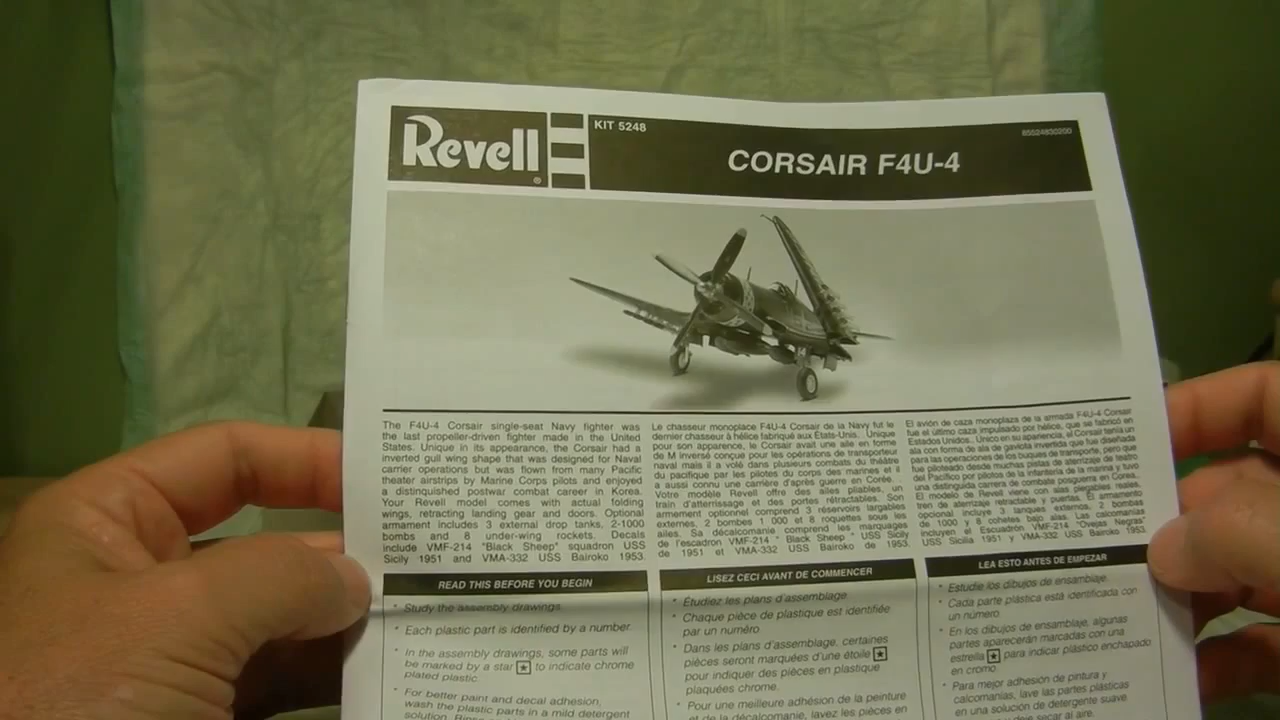 Revell
KIT 5248
85524830200
CORSAIR F4U-4
The F4U-4 Corsair single-seat Navy fighter was
the last propeller-driven fighter made in the United
States. Unique in its appearance, the Corsair had a
inverted gull wing shape that was designed for Naval
carrier operations but was flown from many Pacific
theater airstrips by Marine Corps pilots and enjoyed
a distinguished postwar combat career in Korea.
Your Revell model comes with actual folding
wings, retracting landing gear and doors. Optional
armament includes 3 external drop tanks, 2-1000
bombs and 8 under-wing rockets. Decals
include VMF-214 "Black Sheep" squadron USS
Sicily 1951 and VMA-332 USS Bairoko 1953.
Le chasseur monoplace F4U-4 Corsair de la Navy fut le
dernier chasseur à hélice fabriqué aux États-Unis. Unique
pour son apparence, le Corsair avait une aile en forme
de M inversé conçue pour les opérations de transporteur
naval mais il a volé dans plusieurs combats du théâtre
du pacifique par les pilotes du corps des marines et il
a aussi connu une carrière d'après guerre en Corée.
Votre modèle Revell offre des ailes pliables, un
train d'atterrissage et des portes rétractables. Son
armement optionnel comprend 3 réservoirs largables
externes, 2 bombes 1 000 et 8 roquettes sous les
ailes. Sa décalcomanie comprend les marquages
de l'escadron VMF-214 " Black Sheep " USS Sicily
de 1951 et VMA-332 USS Bairoko de 1953.
El avión de caza monoplaza de la armada F4U-4 Corsair
fue el último caza impulsado por hélice, que se fabricó en
Estados Unidos. Único en su apariencia, el Corsair tenía un
ala con forma de ala de gaviota invertida que fue diseñada
para las operaciones de los buques de transporte, pero que
fue piloteado desde muchas pistas de aterrizaje de teatro
del Pacífico por pilotos de la infantería de la marina y tuvo
una distinguida carrera de combate posguerra en Corea.
El modelo de Revell viene con alas plegables reales,
tren de aterrizaje retractable y puertas. El armamento
opcional incluye 3 tanques externos, 2 bombas
de 1000 y 8 cohetes bajo alas. Las calcomanías
incluyen el Escuadrón VMF-214 "Ovejas Negras"
USS Sicilia 1951 y VMA-332 USS Bairoko 1953.
READ THIS BEFORE YOU BEGIN
* Study the assembly drawings.
* Each plastic part is identified by a number.
* In the assembly drawings, some parts will
be marked by a star ★ to indicate chrome
plated plastic.
* For better paint and decal adhesion,
wash the plastic parts in a mild detergent
LISEZ CECI AVANT DE COMMENCER
* Étudiez les plans d'assemblage.
* Chaque pièce de plastique est identifiée
par un numéro
* Dans les plans d'assemblage, certaines
pièces seront marquées d'une étoile ★
pour indiquer des pièces en plastique
plaquées chrome.
* Pour une meilleure adhésion de la peinture
et de la décalcomanie, lavez les pièces en
LEA ESTO ANTES DE EMPEZAR
* Estudie los dibujos de ensamblaje.
* Cada parte plástica está identificada con
un número.
* En los dibujos de ensamblaje, algunas
partes aparecerán marcadas con una
estrella ★ para indicar plástico enchapado
en cromo.
* Para mejor adhesion de pintura y
calcomanías, lave las partes plásticas
en una solución de detergente suave
deje secar al aire.